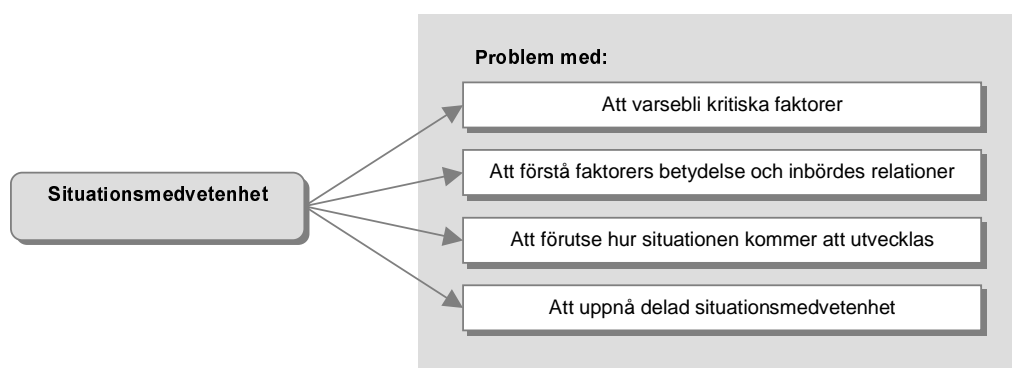 Problem med:
Att varsebli kritiska faktorer
Att förstå faktorers betydelse och inbördes relationer
Situationsmedvetenhet
Att förutse hur situationen kommer att utvecklas
Att uppnå delad situationsmedvetenhet